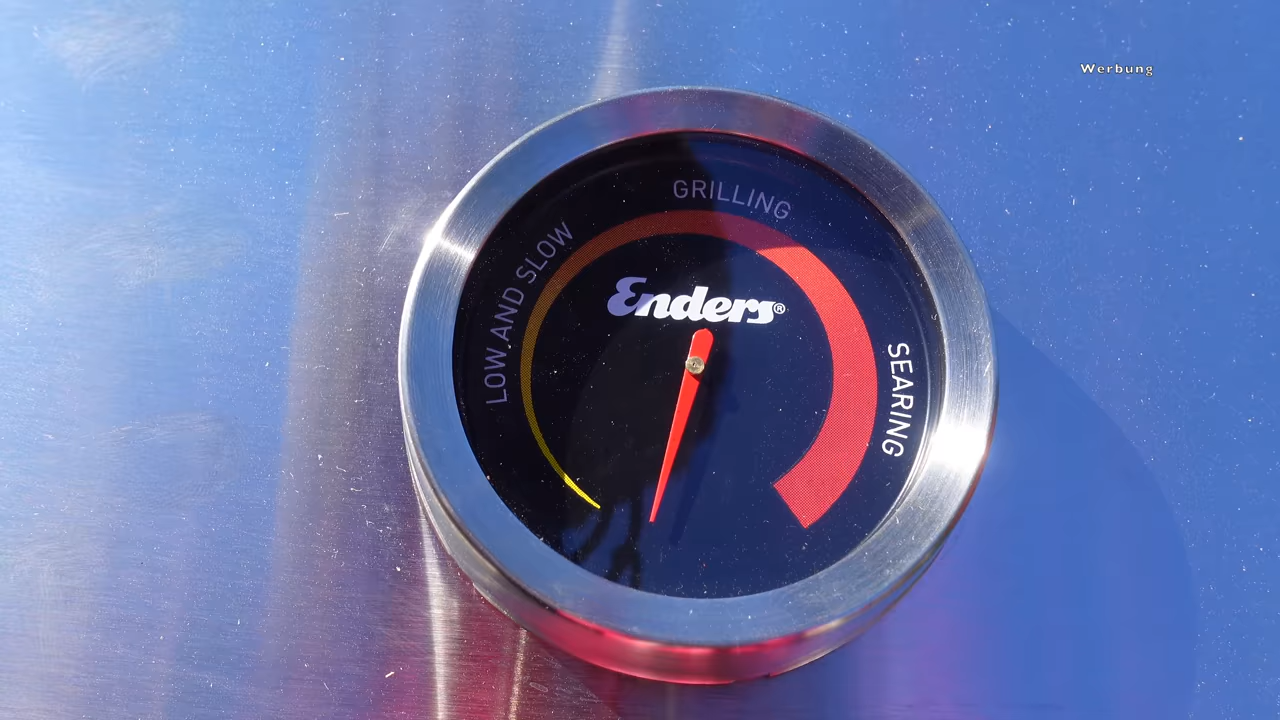 Werbung
GRILLING
LOW AND SLOW
Enders®
SEARING